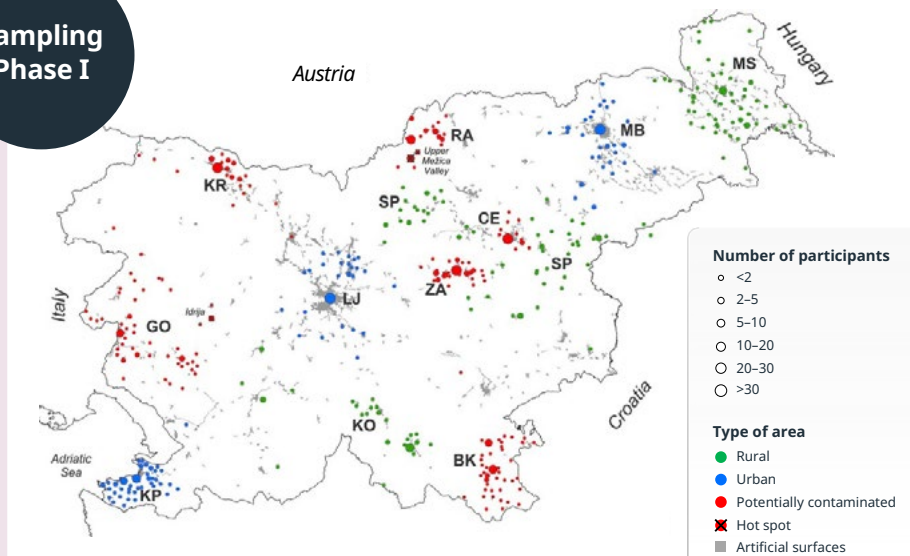 ampling
Phase I
Austria
Hungary
MS
MB
RA
Upper
Mežica
Valley
KR
SP
CE
SP
ZA
LJ
Idrija
GO
Italy
Croatia
KO
BK
Adriatic
Sea
KP
Number of participants
<2
2–5
5–10
10–20
20–30
>30
Type of area
Rural
Urban
Potentially contaminated
Hot spot
Artificial surfaces